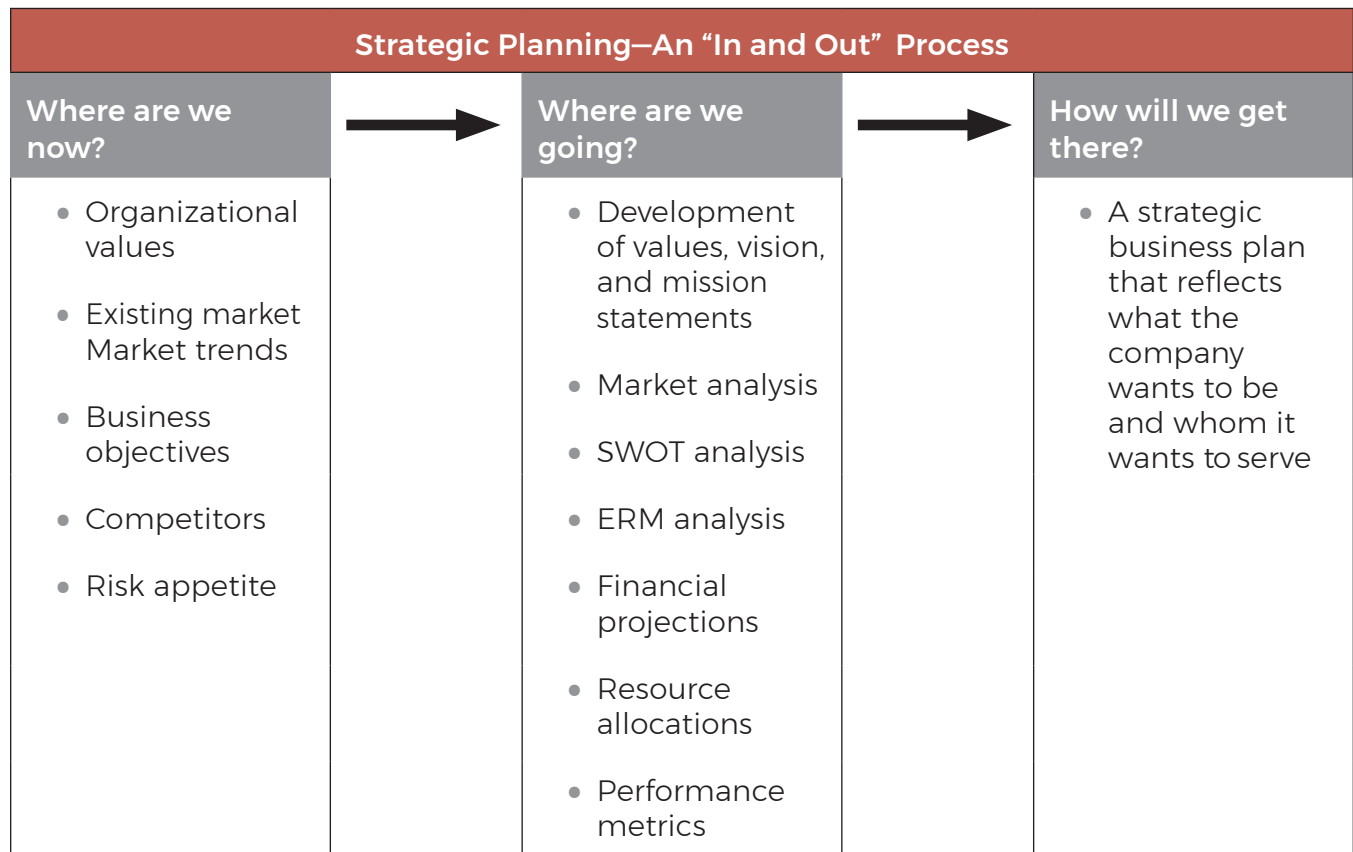 Strategic Planning—An “In and Out” Process
Where are we
now?
Organizational
values
Existing market
Market trends
Business
objectives
Competitors
Risk appetite
Where are we
going?
Development
of values, vision,
and mission
statements
Market analysis
SWOT analysis
ERM analysis
Financial
projections
Resource
allocations
Performance
metrics
How will we get
there?
A strategic
business plan
that reflects
what the
company
wants to be
and whom it
wants to serve